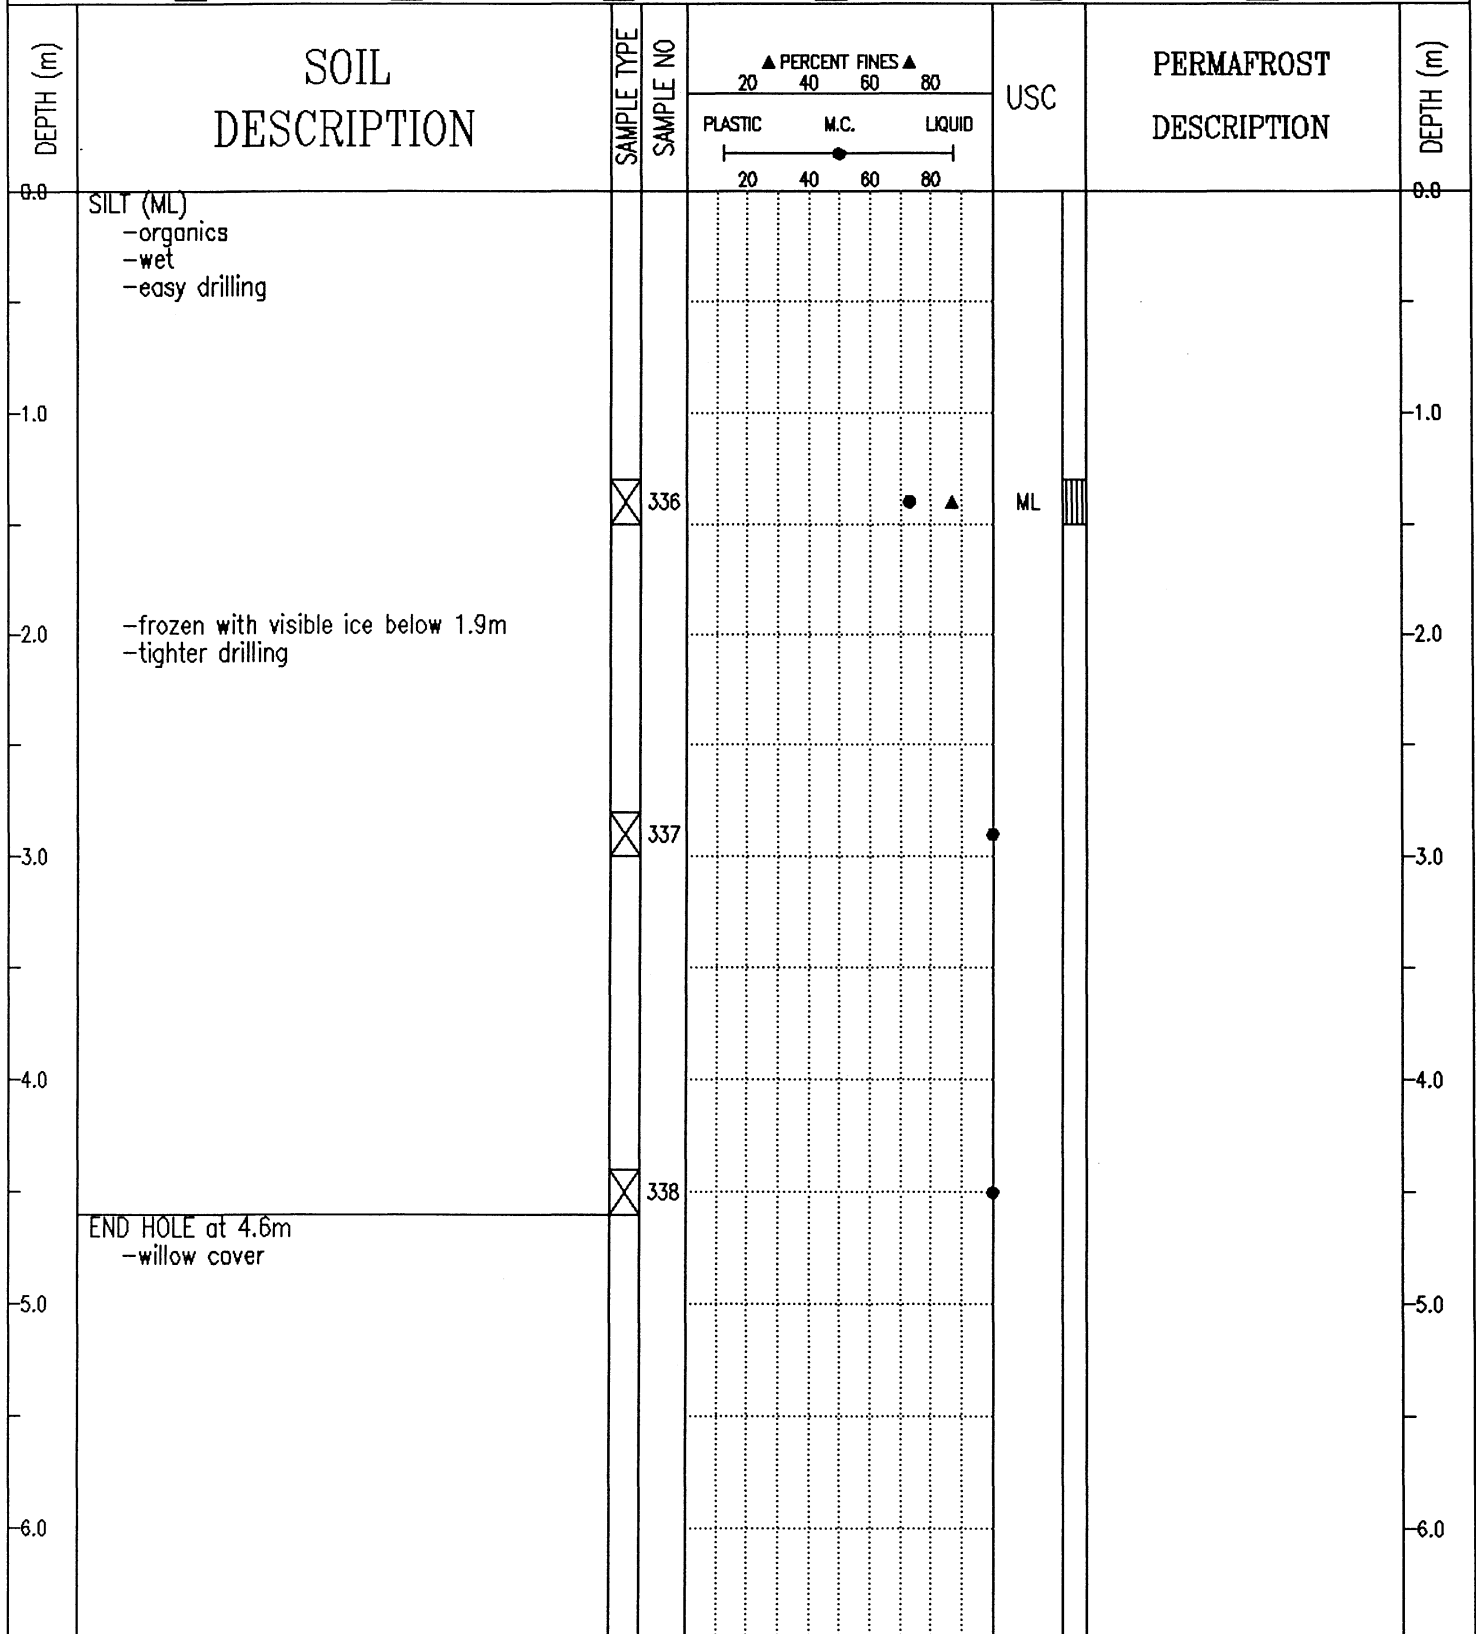 DEPTH (m)
SOIL
DESCRIPTION
SAMPLE TYPE
SAMPLE NO
▲ PERCENT FINES ▲
20 40 60 80
PLASTIC M.C. LIQUID
20 40 60 80
USC
PERMAFROST
DESCRIPTION
DEPTH (m)
0.0 0.0
SILT (ML)
-organics
-wet
-easy drilling
1.0 1.0
336 ML
-frozen with visible ice below 1.9m
2.0 2.0
-tighter drilling
337
3.0 3.0
4.0 4.0
338
END HOLE at 4.6m
-willow cover
5.0 5.0
6.0 6.0